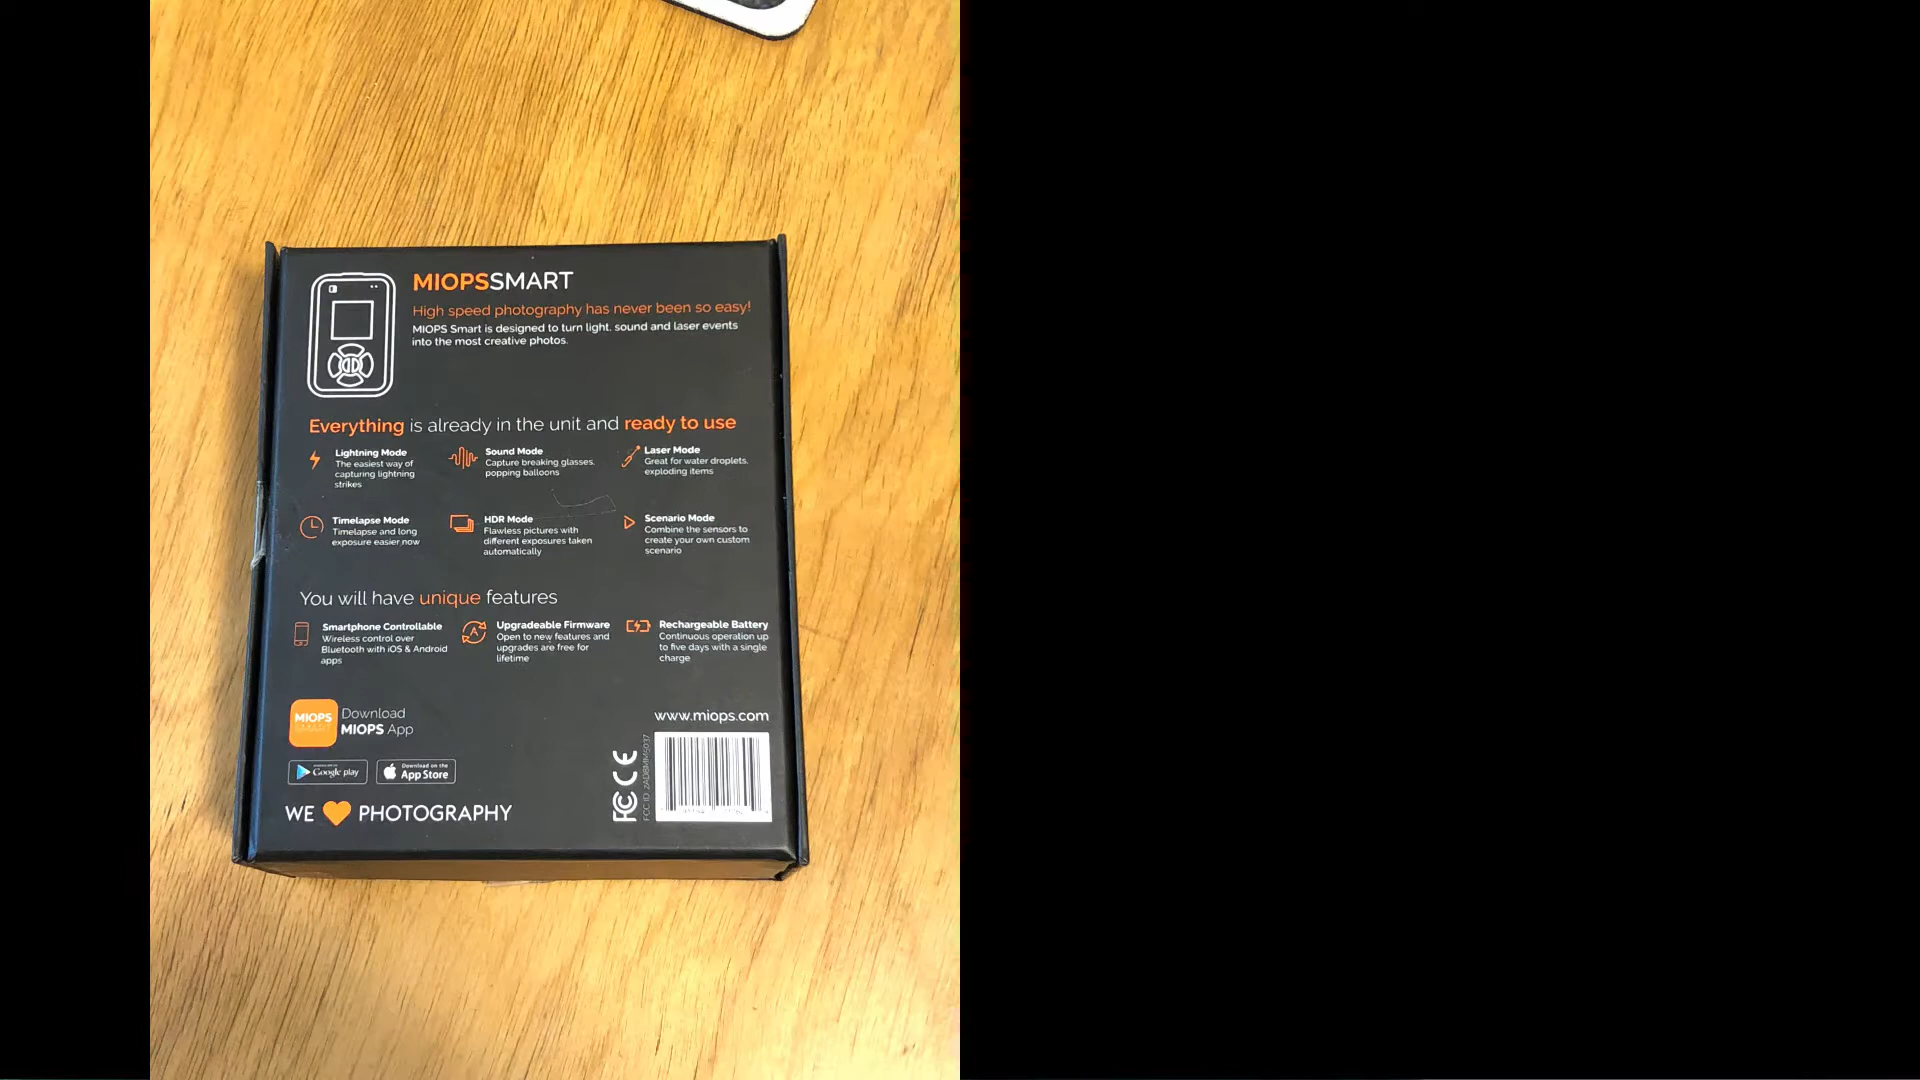 MIOPSSMART
High speed photography has never been so easy!
MIOPS Smart is designed to turn light, sound and laser events
into the most creative photos.
Everything is already in the unit and ready to use
Lightning Mode
The easiest way of
capturing lightning
strikes
Sound Mode
Capture breaking glasses,
popping balloons
Laser Mode
Great for water droplets,
exploding items
Timelapse Mode
Timelapse and long
exposure easier now
HDR Mode
Flawless pictures with
different exposures taken
automatically
Scenario Mode
Combine the sensors to
create your own custom
scenario
You will have unique features
Smartphone Controllable
Wireless control over
Bluetooth with iOS & Android
apps
Upgradeable Firmware
Open to new features and
upgrades are free for
lifetime
Rechargeable Battery
Continuous operation up
to five days with a single
charge
MIOPS
SMART
Download
MIOPS App
www.miops.com
Google play
Download on the
App Store
WE PHOTOGRAPHY
FC CE
FCC ID: